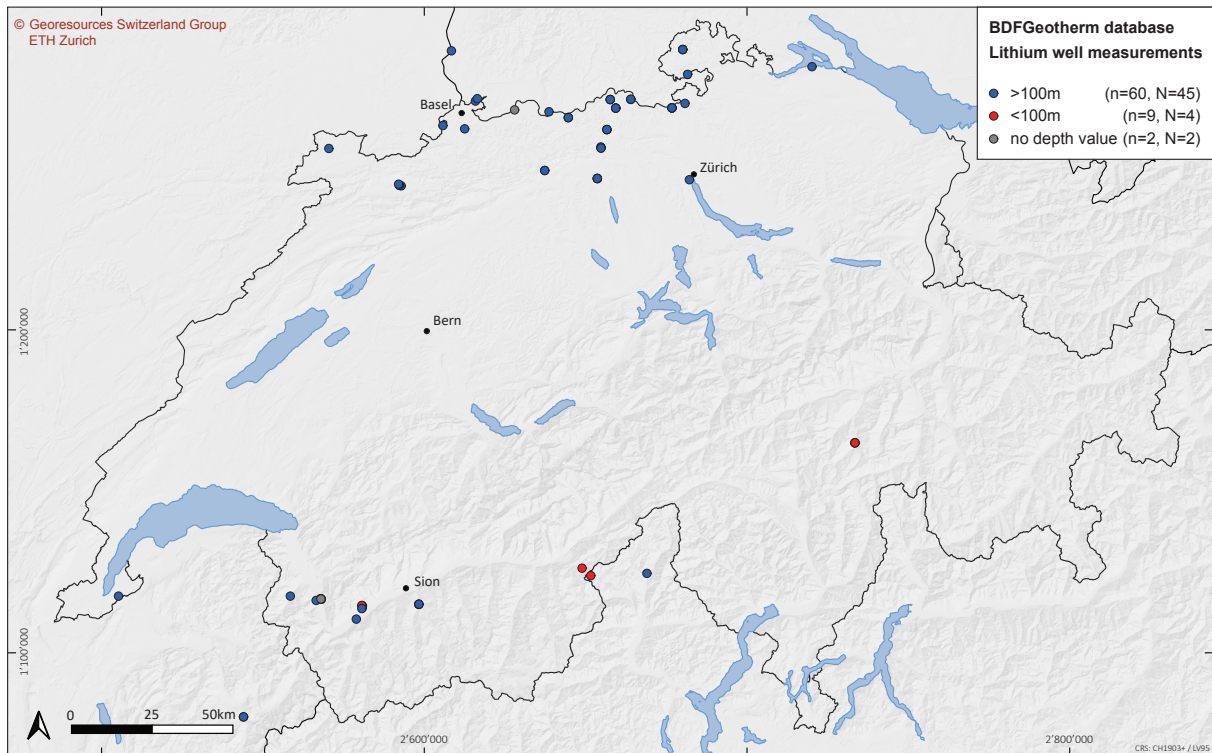 © Georesources Switzerland Group
ETH Zurich
BDFGeotherm database
Lithium well measurements
>100m (n=60, N=45)
<100m (n=9, N=4)
no depth value (n=2, N=2)
Basel
Zürich
Bern
Sion
1'200'000
1'100'000
0 25 50km
2'600'000
2'800'000
CRS: CH1903+ / LV95